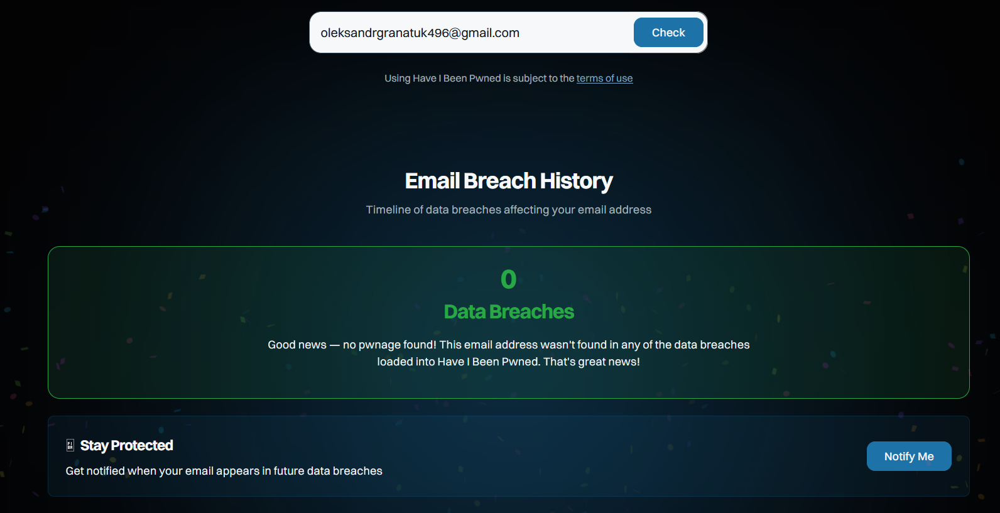 oleksandrgranatuk496@gmail.com
Check
Using Have I Been Pwned is subject to the terms of use
Email Breach History
Timeline of data breaches affecting your email address
0
Data Breaches
Good news — no pwnage found! This email address wasn't found in any of the data breaches
loaded into Have I Been Pwned. That's great news!
Stay Protected
Get notified when your email appears in future data breaches
Notify Me